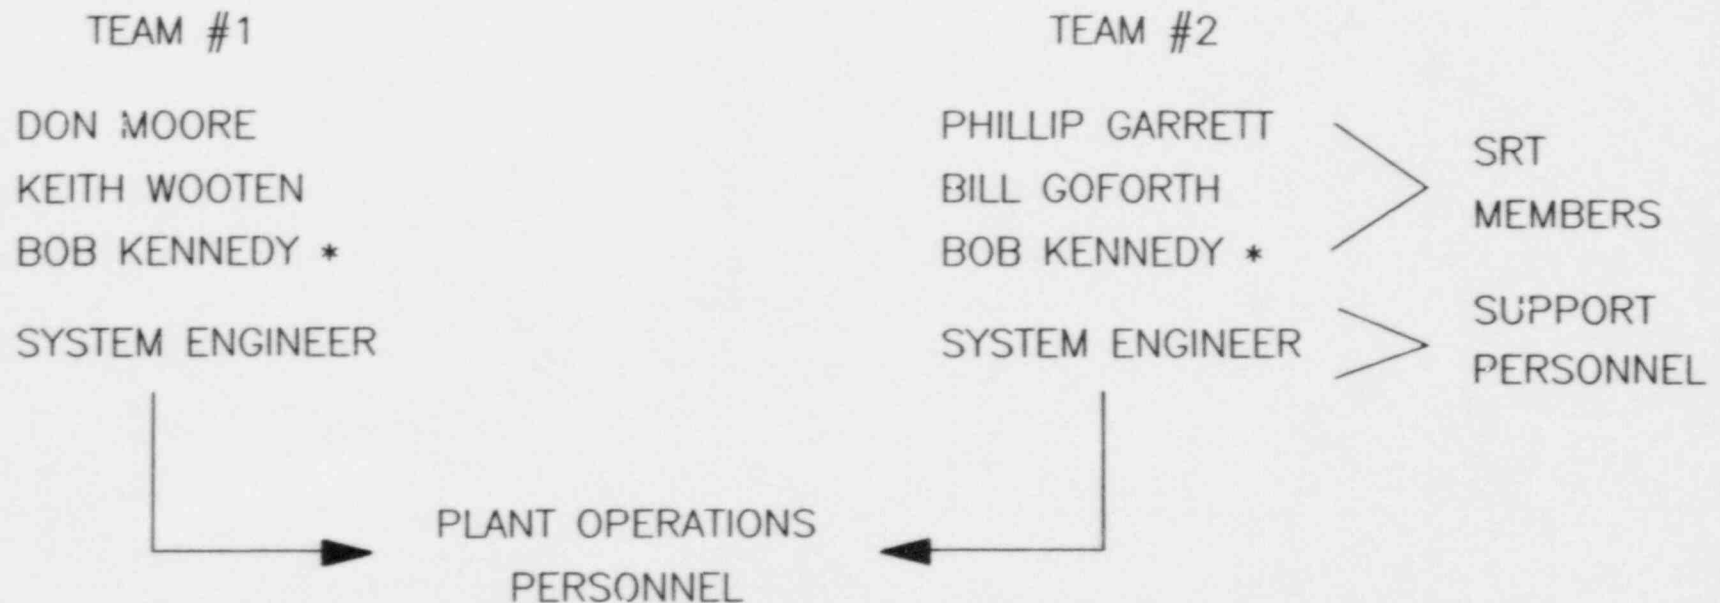 TEAM #1
DON MOORE
KEITH WOOTEN
BOB KENNEDY *
SYSTEM ENGINEER
TEAM #2
PHILLIP GARRETT
BILL GOFORTH
BOB KENNEDY *
SYSTEM ENGINEER
SRT
MEMBERS
SUPPORT
PERSONNEL
PLANT OPERATIONS
PERSONNEL